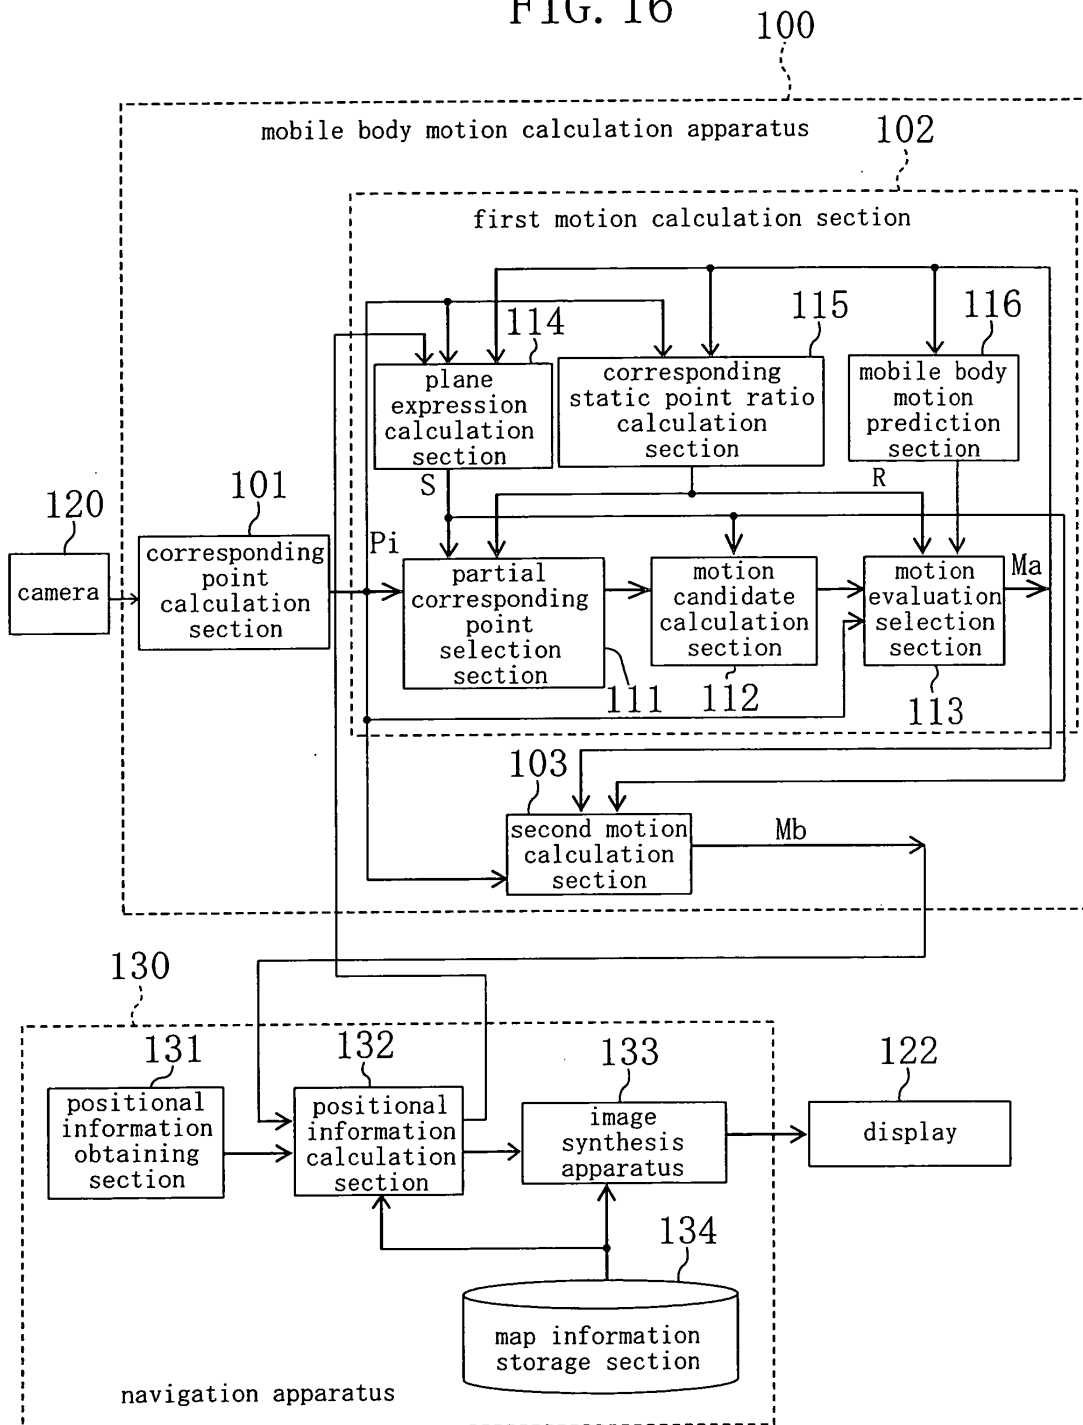 FIG. 16
100
mobile body motion calculation apparatus
102
first motion calculation section
114
115
116
plane
expression
calculation
section
corresponding
static point ratio
calculation
section
mobile body
motion
prediction
section
S
R
120
101
Pi
Ma
camera
corresponding
point
calculation
section
partial
corresponding
point
selection
section
motion
candidate
calculation
section
motion
evaluation
selection
section
111
112
113
103
second motion
calculation
section
Mb
130
131
132
133
122
positional
information
obtaining
section
positional
information
calculation
section
image
synthesis
apparatus
display
134
map information
storage section
navigation apparatus